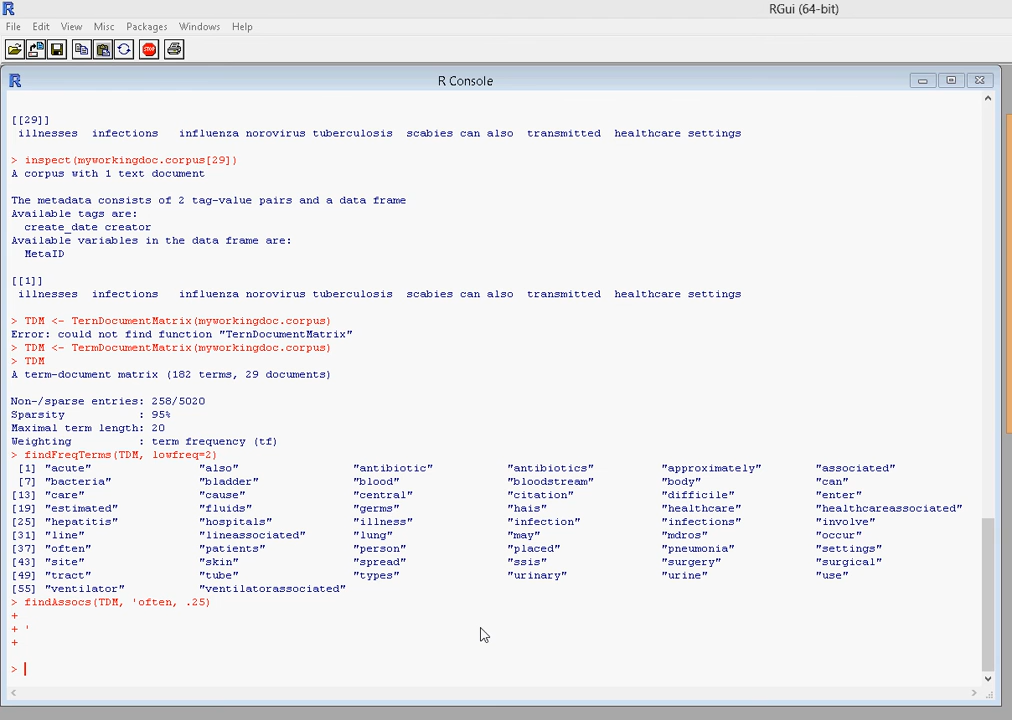 RGui (64-bit)
File Edit View Misc Packages Windows Help
STOP
R Console
[[29]]
illnesses infections influenza norovirus tuberculosis scabies can also transmitted healthcare settings
> inspect(myworkingdoc.corpus[29])
A corpus with 1 text document
The metadata consists of 2 tag-value pairs and a data frame
Available tags are:
create_date creator
Available variables in the data frame are:
MetaID
[[1]]
illnesses infections influenza norovirus tuberculosis scabies can also transmitted healthcare settings
> TDM <- TernDocumentMatrix(myworkingdoc.corpus)
Error: could not find function "TernDocumentMatrix"
> TDM <- TermDocumentMatrix(myworkingdoc.corpus)
> TDM
A term-document matrix (182 terms, 29 documents)
Non-/sparse entries: 258/5020
Sparsity : 95%
Maximal term length: 20
Weighting : term frequency (tf)
> findFreqTerms(TDM, lowfreq=2)
[1] "acute" "also" "antibiotic" "antibiotics" "approximately" "associated"
[7] "bacteria" "bladder" "blood" "bloodstream" "body" "can"
[13] "care" "cause" "central" "citation" "difficile" "enter"
[19] "estimated" "fluids" "germs" "hais" "healthcare" "healthcareassociated"
[25] "hepatitis" "hospitals" "illness" "infection" "infections" "involve"
[31] "line" "lineassociated" "lung" "may" "mdros" "occur"
[37] "often" "patients" "person" "placed" "pneumonia" "settings"
[43] "site" "skin" "spread" "ssis" "surgery" "surgical"
[49] "tract" "tube" "types" "urinary" "urine" "use"
[55] "ventilator" "ventilatorassociated"
> findAssocs(TDM, 'often, .25)
+
+ '
+
>